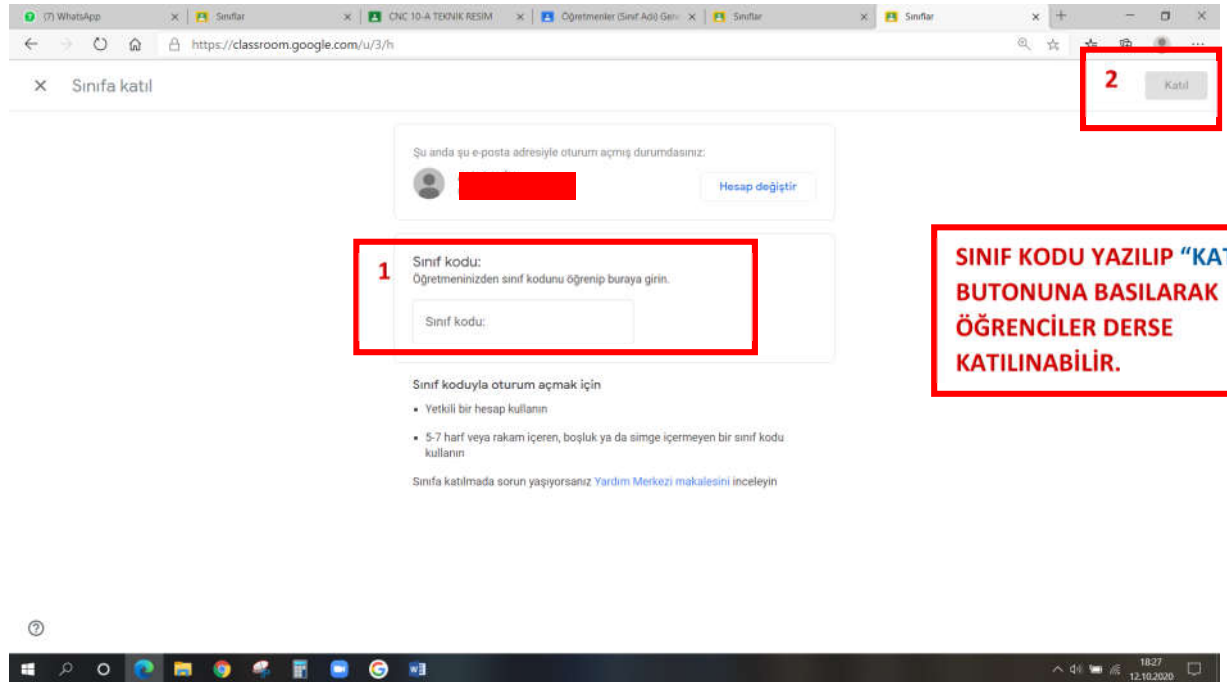 (7) WhatsApp
Sınıflar
CNC 10-A TEKNİK RESİM
Öğretmenler (Sınıf Adı) Gen
Sınıflar
Sınıflar
https://classroom.google.com/u/3/h
Sınıfa katıl
2
Katıl
Şu anda şu e-posta adresiyle oturum açmış durumdasınız:
Hesap değiştir
1
Sınıf kodu:
Öğretmeninizden sınıf kodunu öğrenip buraya girin.
Sınıf kodu:
SINIF KODU YAZILIP “KAT
BUTONUNA BASILARAK
ÖĞRENCİLER DERSE
KATILINABİLİR.
Sınıf koduyla oturum açmak için
• Yetkili bir hesap kullanın
• 5-7 harf veya rakam içeren, boşluk ya da simge içermeyen bir sınıf kodu
kullanın
Sınıfa katılmada sorun yaşıyorsanız Yardım Merkezi makalesini inceleyin
18:27
12.10.2020